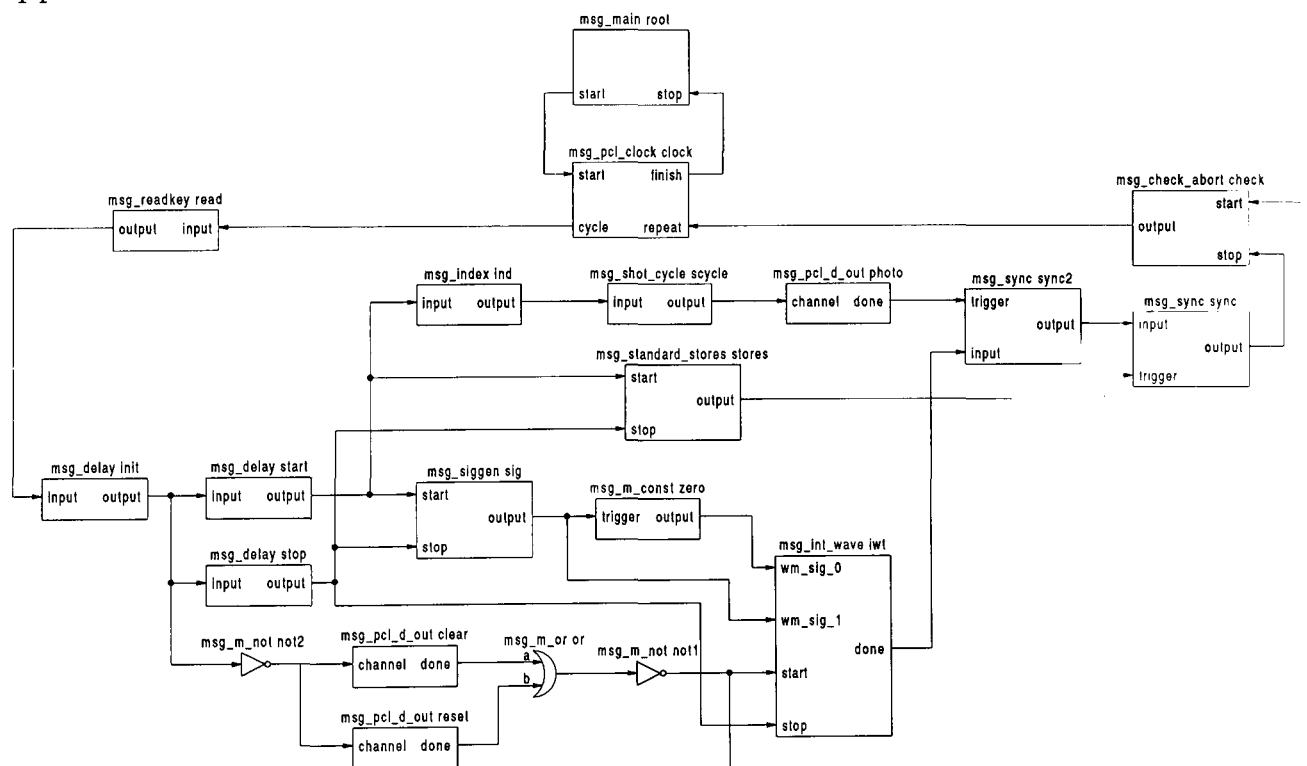 msg_main root
start stop
msg_pcl_clock clock
start finish
cycle repeat
msg_readkey read
output input
msg_check_abort check
start
output
stop
msg_index ind
input output
msg_shot_cycle scycle
input output
msg_pcl_d_out photo
channel done
msg_sync sync2
trigger
output
input
msg_sync sync
input
output
trigger
msg_standard_stores stores
start
output
stop
msg_delay init
input output
msg_delay start
input output
msg_siggen sig
start
output
stop
msg_m_const zero
trigger output
msg_delay stop
input output
msg_int_wave iwt
wm_sig_0
wm_sig_1
done
start
stop
msg_m_not not2
msg_pcl_d_out clear
channel done
msg_m_or or
a
b
msg_m_not not1
msg_pcl_d_out reset
channel done